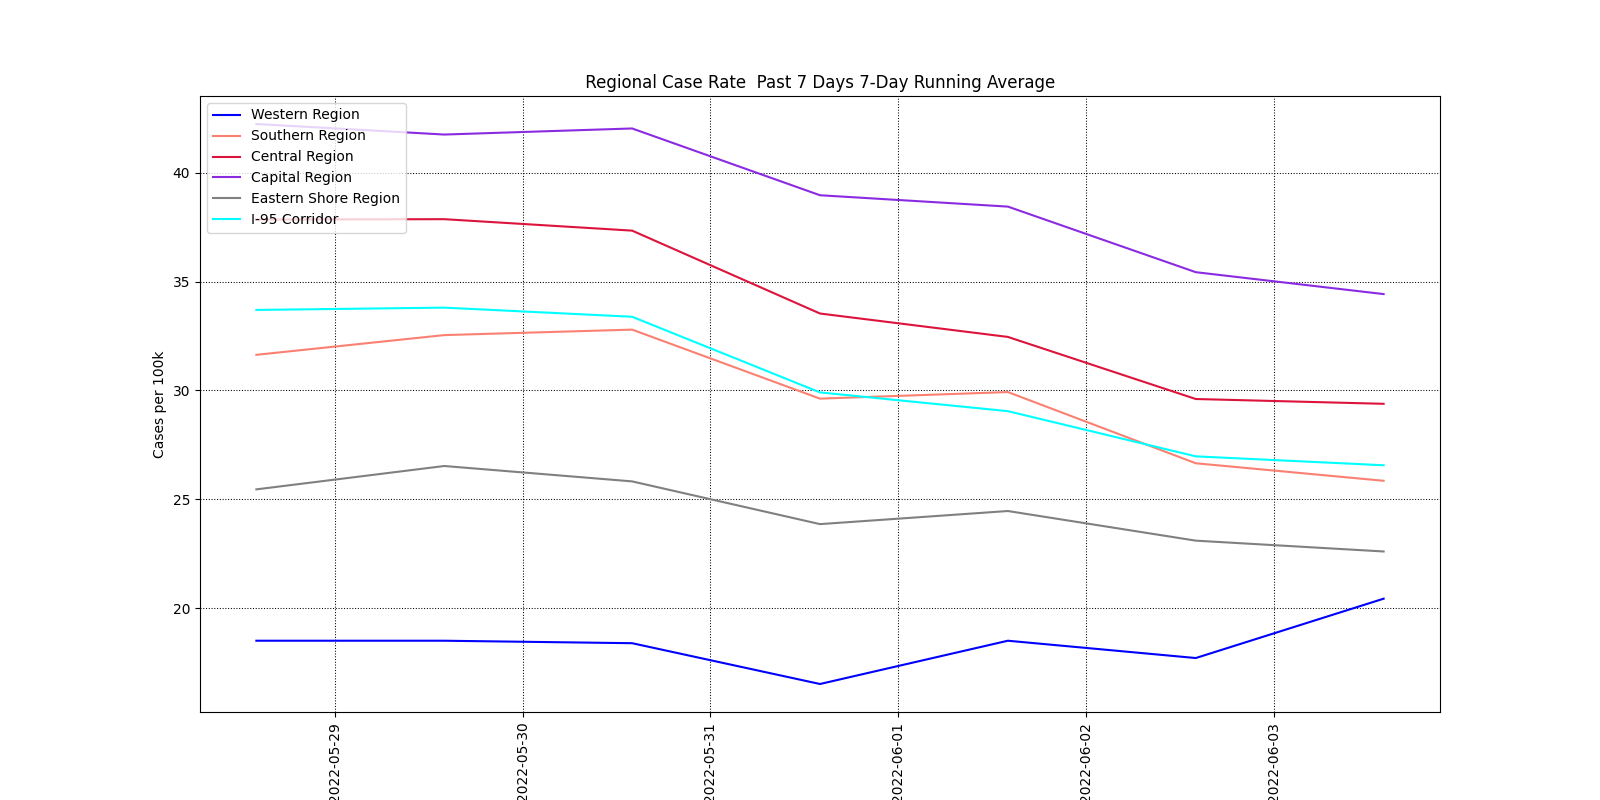 Regional Case Rate  Past 7 Days 7-Day Running Average
Western Region
Southern Region
Central Region
Capital Region
Eastern Shore Region
I-95 Corridor
Cases per 100k
40
35
30
25
20
2022-05-29
2022-05-30
2022-05-31
2022-06-01
2022-06-02
2022-06-03